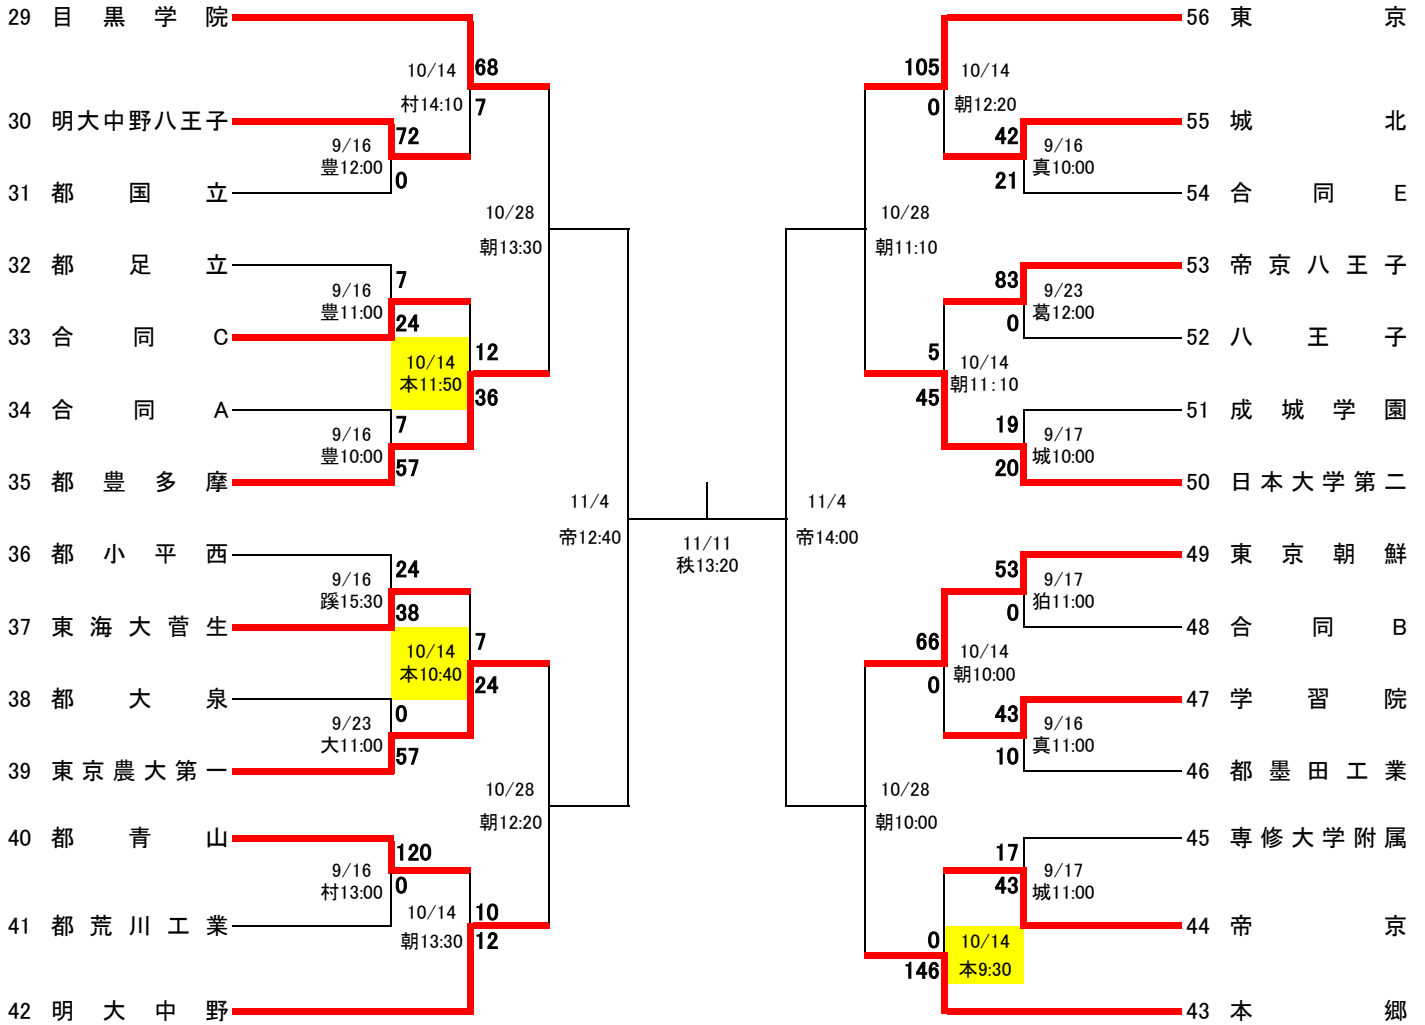 29 目黒学院
10/14
村14:10
68
7
30 明大中野八王子
9/16
豊12:00
72
0
31 都国立
10/28
朝13:30
32 都足立
9/16
豊11:00
7
24
33 合同C
10/14
本11:50
12
36
34 合同A
9/16
豊10:00
7
57
35 都豊多摩
11/4
帝12:40
36 都小平西
9/16
蹊15:30
24
38
37 東海大菅生
10/14
本10:40
7
24
38 都大泉
9/23
大11:00
0
57
39 東京農大第一
10/28
朝12:20
40 都青山
9/16
村13:00
120
0
41 都荒川工業
10/14
朝13:30
10
12
42 明大中野
11/11
秩13:20
56 東京
105
0
10/14
朝12:20
55 城北
42
21
9/16
真10:00
54 合同E
10/28
朝11:10
53 帝京八王子
83
0
9/23
葛12:00
52 八王子
5
45
10/14
朝11:10
51 成城学園
19
20
9/17
城10:00
50 日本大学第二
11/4
帝14:00
49 東京朝鮮
53
0
9/17
狛11:00
48 合同B
66
0
10/14
朝10:00
47 学習院
43
10
9/16
真11:00
46 都墨田工業
10/28
朝10:00
45 専修大学附属
17
43
9/17
城11:00
44 帝京
0
146
10/14
本9:30
43 本郷